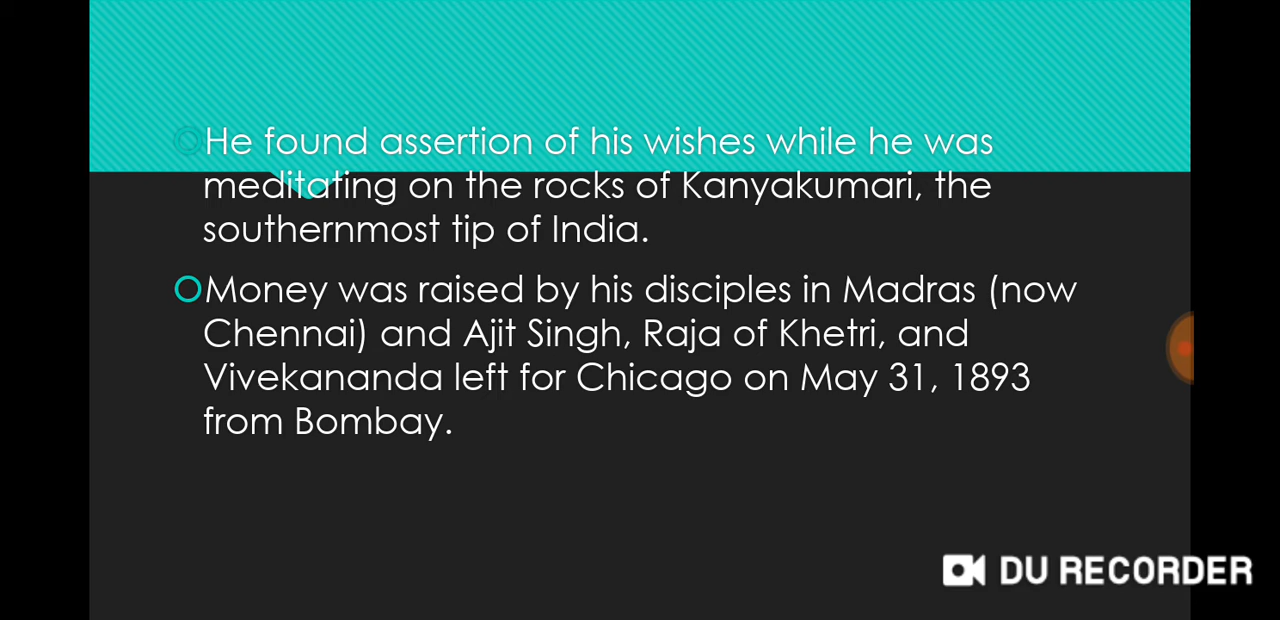 He found assertion of his wishes while he was
meditating on the rocks of Kanyakumari, the
southernmost tip of India.
Money was raised by his disciples in Madras (now
Chennai) and Ajit Singh, Raja of Khetri, and
Vivekananda left for Chicago on May 31, 1893
from Bombay.
DU RECORDER